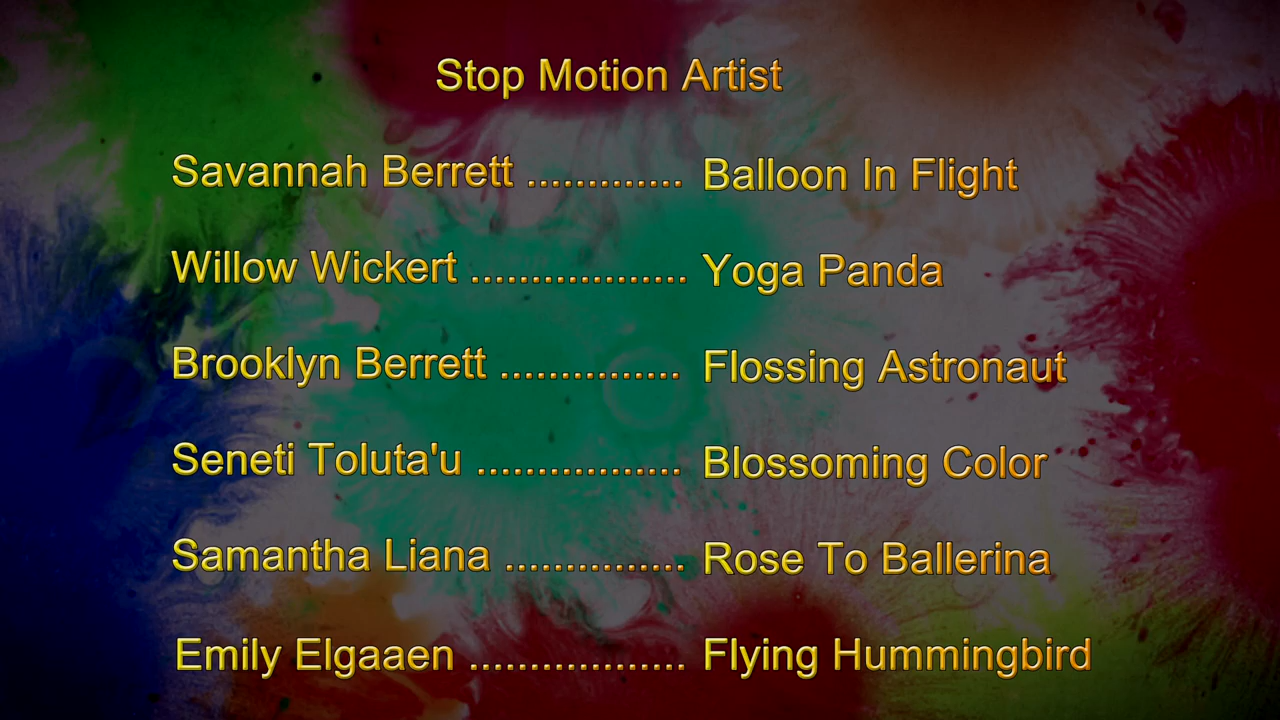 Stop Motion Artist
Savannah Berrett ............. Balloon In Flight
Willow Wickert .................. Yoga Panda
Brooklyn Berrett ............... Flossing Astronaut
Seneti Toluta'u ................. Blossoming Color
Samantha Liana ............... Rose To Ballerina
Emily Elgaaen .................. Flying Hummingbird